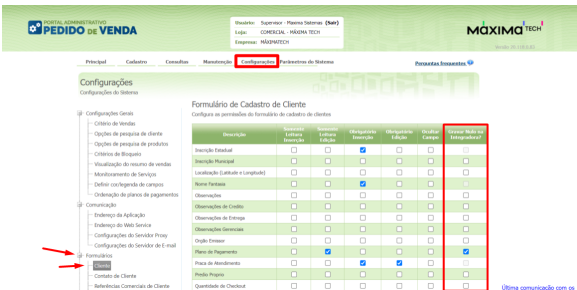 PORTAL ADMINISTRATIVO
PEDIDO DE VENDA
Usuário: Supervisor - Maxima Sistemas (Sair)
Loja: COMERCIAL - MÁXIMA TECH
Empresa: MÁXIMATECH
MÁXIMA TECH
Principal Cadastro Consultas Manutenção Configurações Parâmetros do Sistema
Perguntas frequentes
Configurações
Configurações do Sistema
Configurações Gerais
Critério de Vendas
Opções de pesquisa de cliente
Opções de pesquisa de produtos
Critérios de Bloqueio
Visualização do resumo de vendas
Monitoramento de Serviços
Definir cor/legenda de campos
Ordenação de planos de pagamentos
Comunicação
Endereço da Aplicação
Endereço do Web Service
Configurações do Servidor Proxy
Configurações do Servidor de E-mail
Formulários
Cliente
Contato de Cliente
Referências Comerciais de Cliente
Formulário de Cadastro de Cliente
Configura as permissões do formulário de cadastro de clientes
Descrição Somente Leitura Inserção Somente Leitura Edição Obrigatório Inserção Obrigatório Edição Ocultar Campo Gravar Nulo na Integradora?
Inscrição Estadual
Inscrição Municipal
Localização (Latitude e Longitude)
Nome Fantasia
Observações
Observações de Credito
Observações de Entrega
Observações Gerenciais
Orgão Emissor
Plano de Pagamento
Praca de Atendimento
Predio Proprio
Quantidade de Checkout
Última comunicação com os